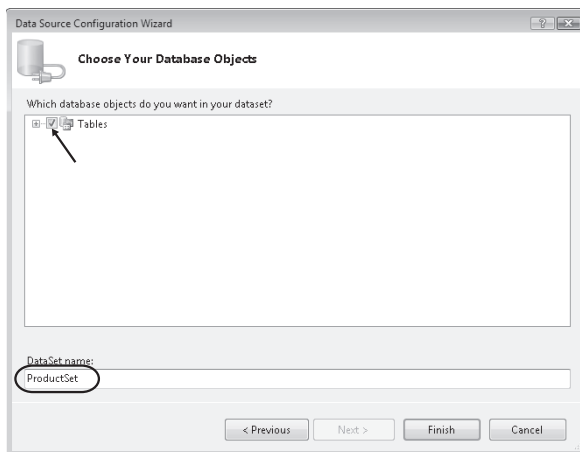 Data Source Configuration Wizard
Choose Your Database Objects
Which database objects do you want in your dataset?
Tables
DataSet name:
ProductSet
< Previous
Next >
Finish
Cancel